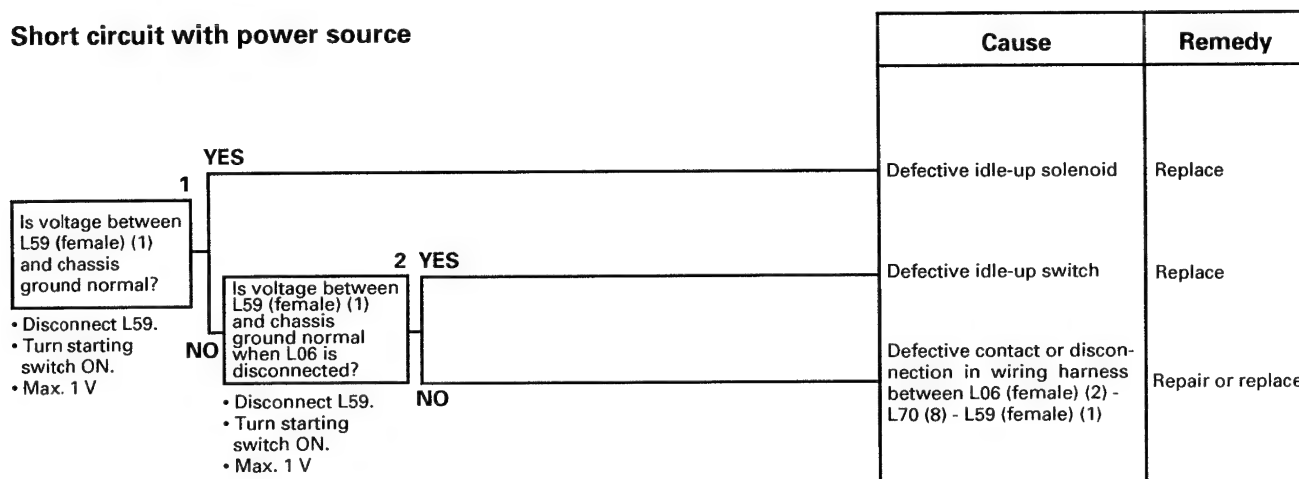 Short circuit with power source
Cause
Remedy
YES
1
Is voltage between
L59 (female) (1)
and chassis
ground normal?
• Disconnect L59.
• Turn starting
switch ON.
• Max. 1 V
NO
2
YES
Is voltage between
L59 (female) (1)
and chassis
ground normal
when L06 is
disconnected?
• Disconnect L59.
• Turn starting
switch ON.
• Max. 1 V
NO
Defective idle-up solenoid
Replace
Defective idle-up switch
Replace
Defective contact or discon-
nection in wiring harness
between L06 (female) (2) -
L70 (8) - L59 (female) (1)
Repair or replace